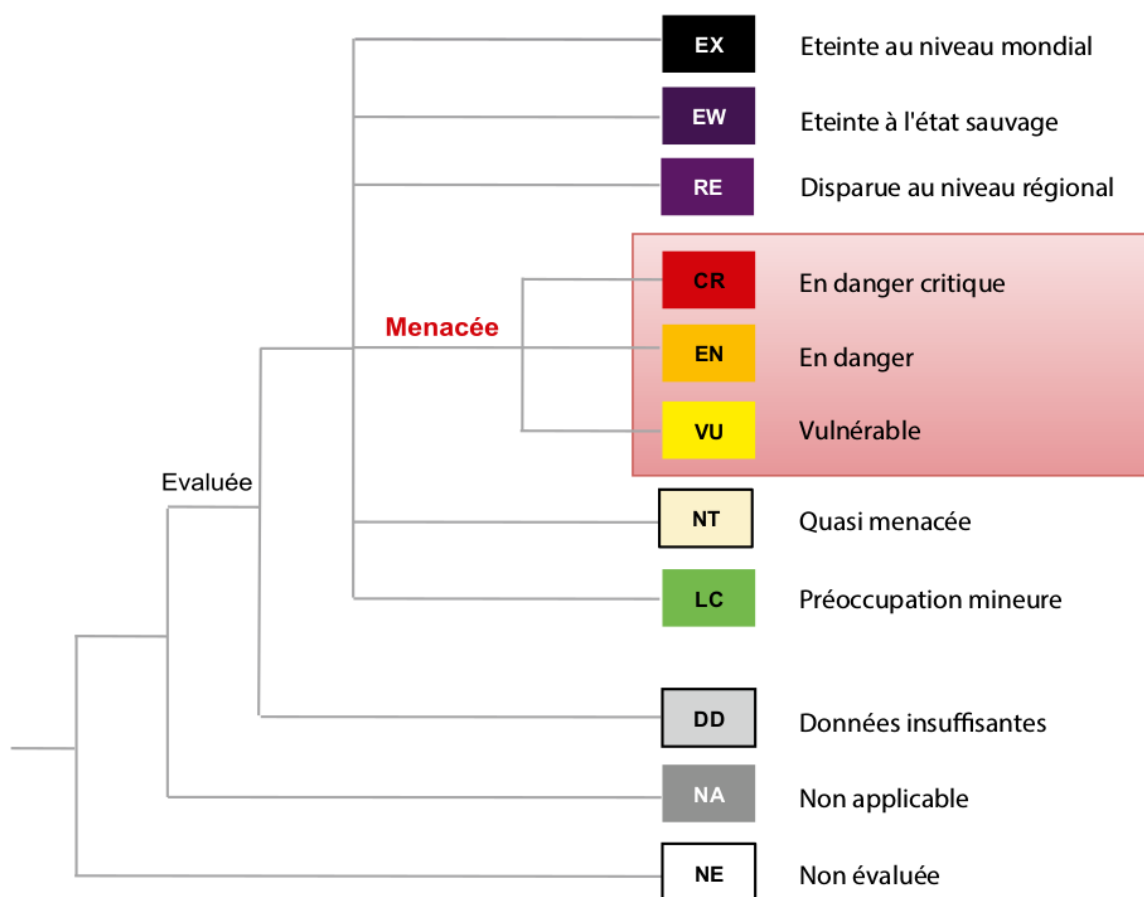 EX Eteinte au niveau mondial
EW Eteinte à l'état sauvage
RE Disparue au niveau régional
CR En danger critique
Menacée
EN En danger
VU Vulnérable
Evaluée
NT Quasi menacée
LC Préoccupation mineure
DD Données insuffisantes
NA Non applicable
NE Non évaluée